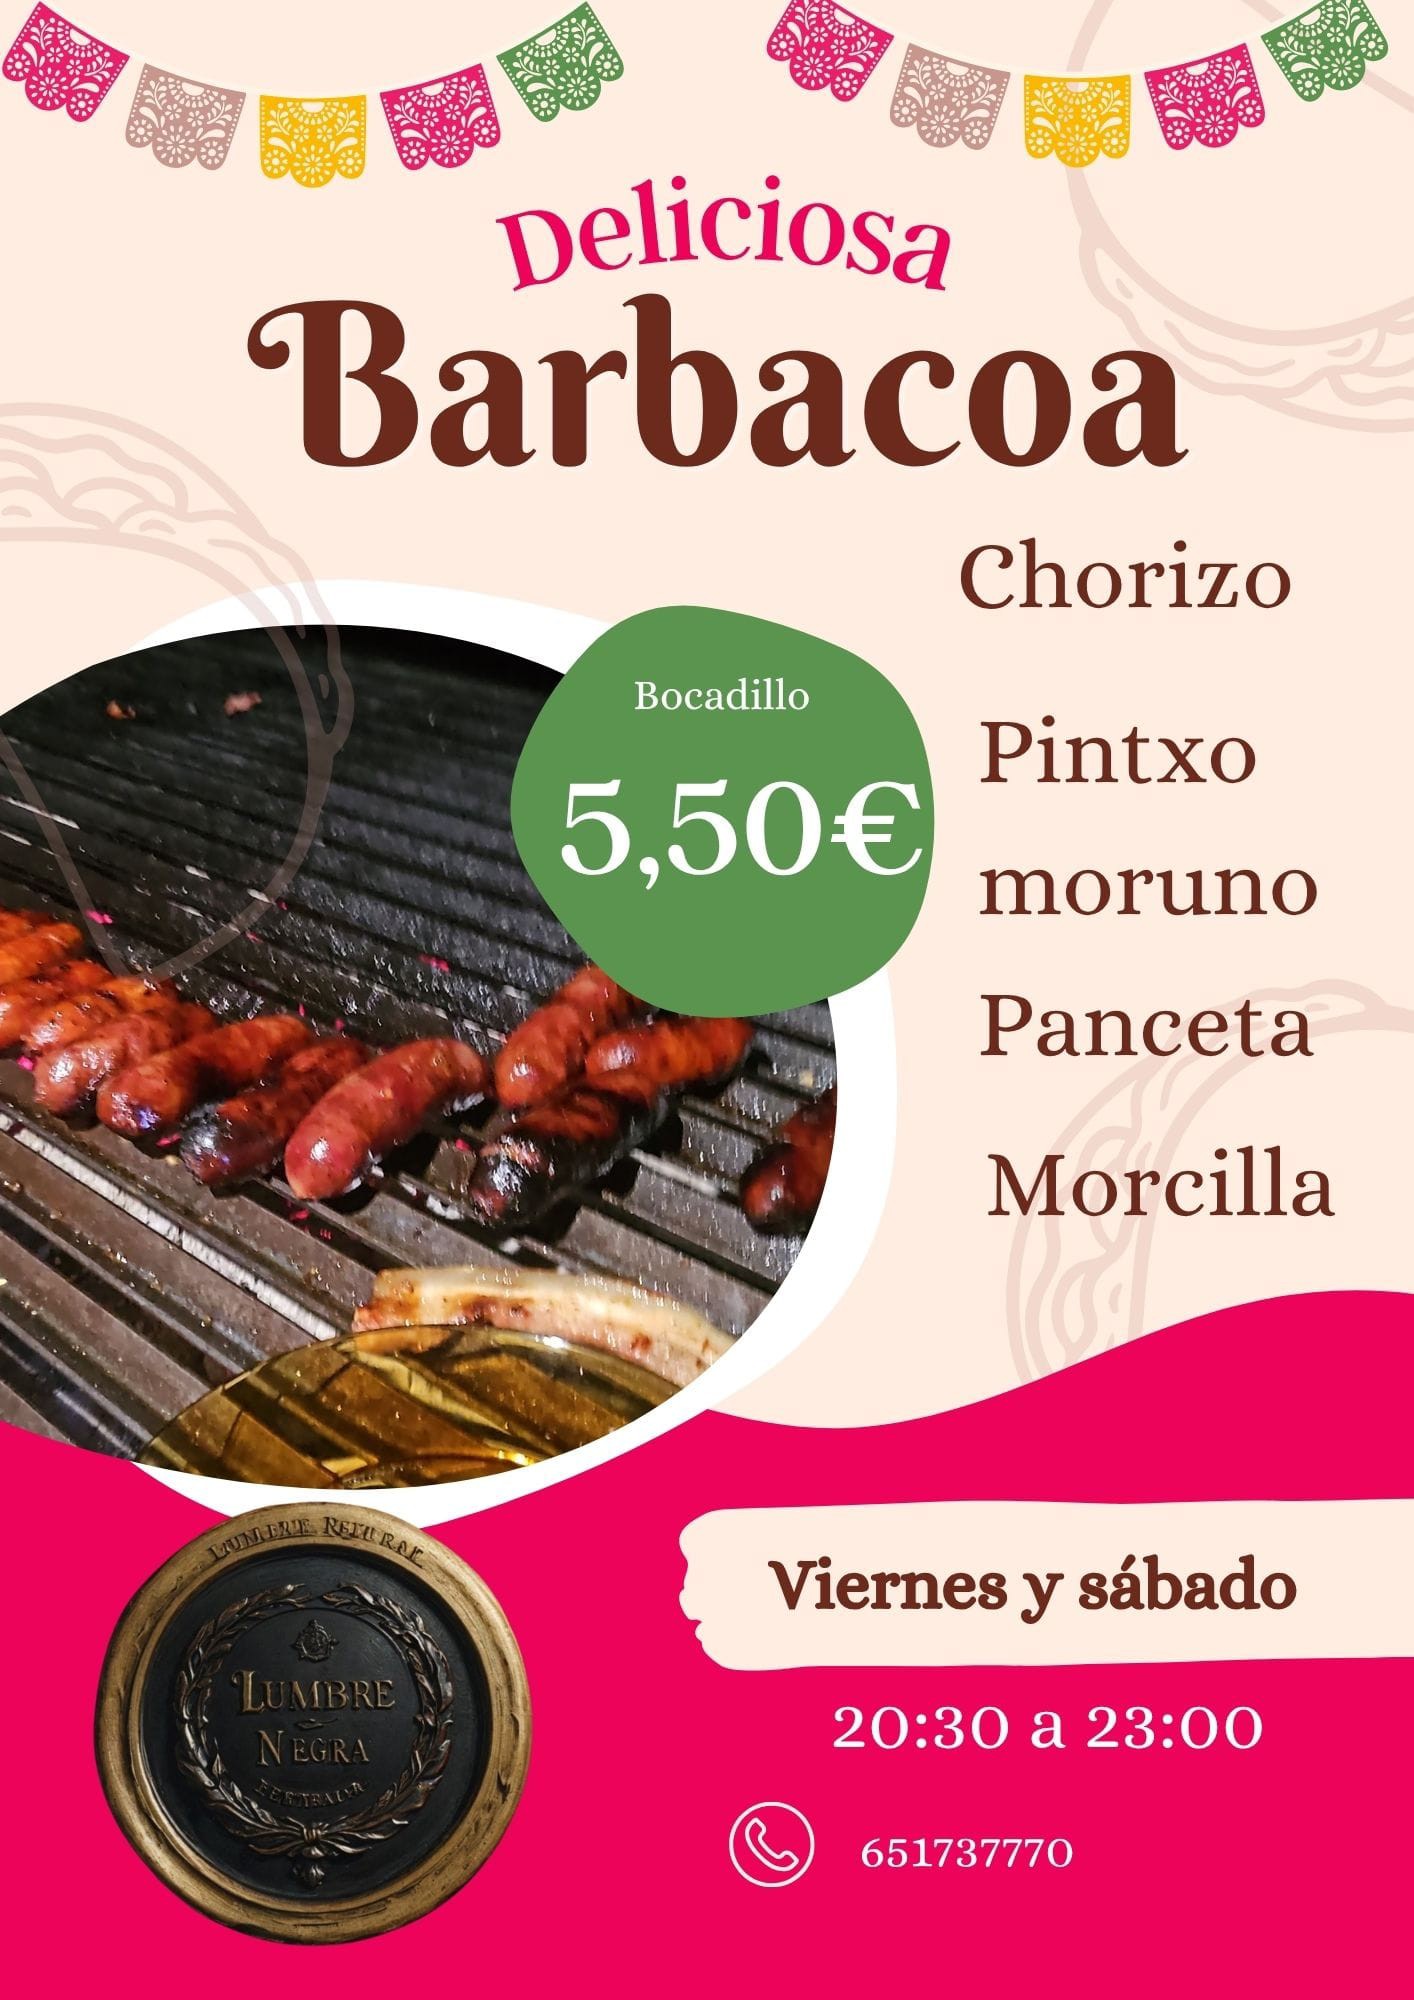 Deliciosa
Barbacoa
Chorizo
Bocadillo
5,50€
Pintxo
moruno
Panceta
Morcilla
Viernes y sábado
LUMBRE
NEGRA
20:30 a 23:00
651737770